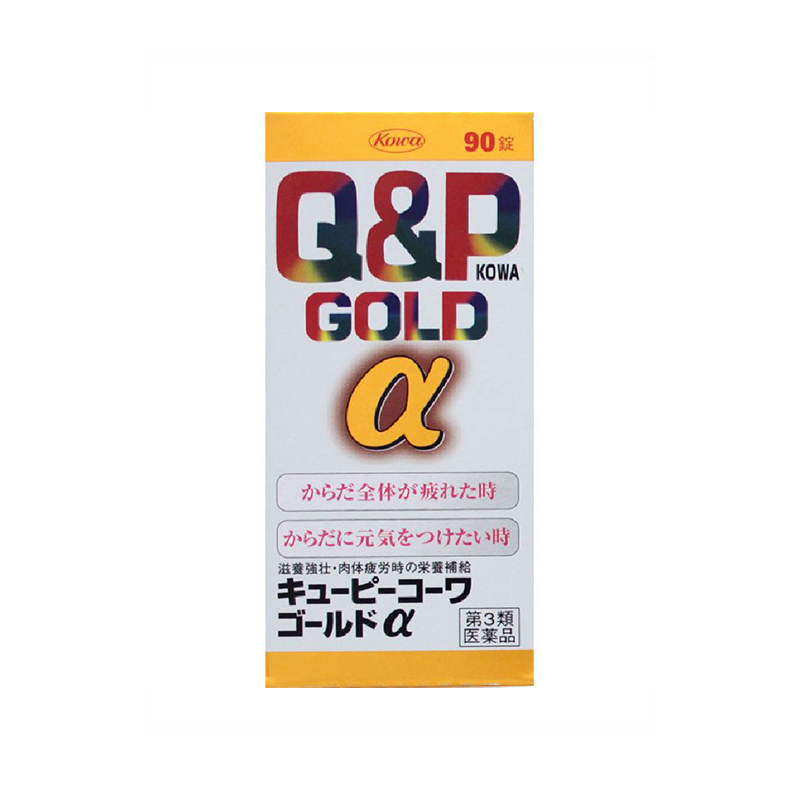 Kowa
90錠
Q&P
KOWA
GOLD
α
からだ全体が疲れた時
からだに元気をつけたい時
滋養強壮・肉体疲労時の栄養補給
キューピーコーワ
ゴールドα
第3類
医薬品